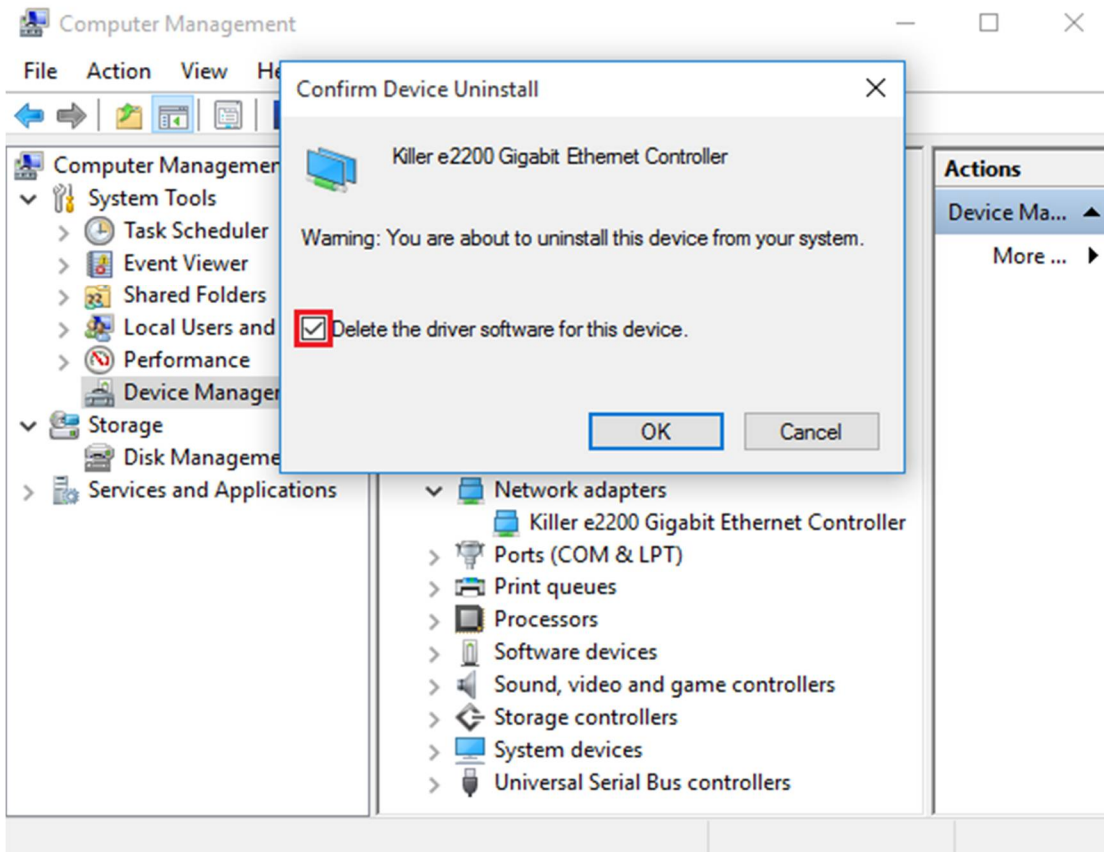 Computer Management
File Action View He
Confirm Device Uninstall
Killer e2200 Gigabit Ethernet Controller
Warning: You are about to uninstall this device from your system.
Delete the driver software for this device.
OK Cancel
Computer Managemen
System Tools
Task Scheduler
Event Viewer
Shared Folders
Local Users and
Performance
Device Manager
Storage
Disk Manageme
Services and Applications
Network adapters
Killer e2200 Gigabit Ethernet Controller
Ports (COM & LPT)
Print queues
Processors
Software devices
Sound, video and game controllers
Storage controllers
System devices
Universal Serial Bus controllers
Actions
Device Ma...
More ...